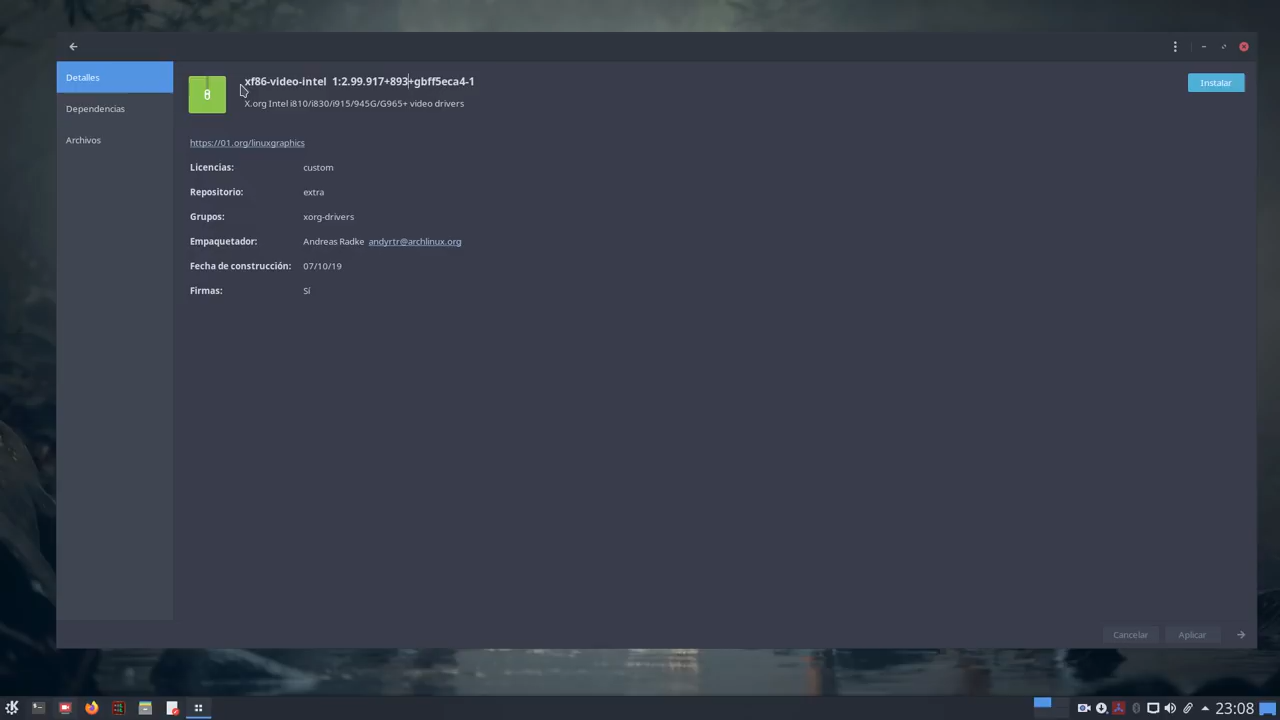 Detalles
Dependencias
Archivos
xf86-video-intel 1:2.99.917+893+gbff5eca4-1
X.org Intel i810/i830/i915/945G/G965+ video drivers
Instalar
https://01.org/linuxgraphics
Licencias: custom
Repositorio: extra
Grupos: xorg-drivers
Empaquetador: Andreas Radke andyrtr@archlinux.org
Fecha de construcción: 07/10/19
Firmas: Sí
Cancelar Aplicar
23:08